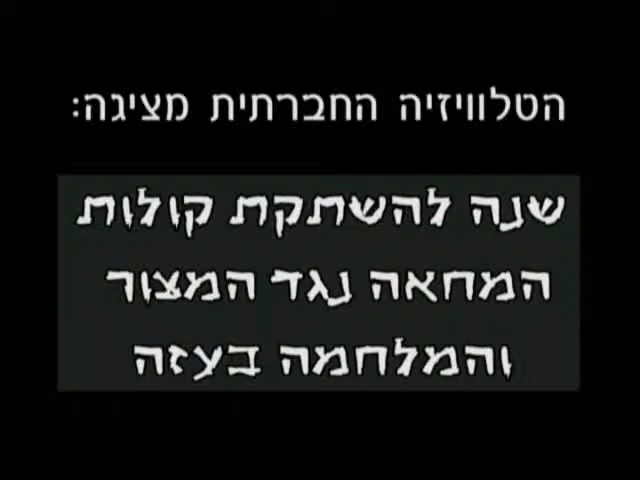 הטלוויזיה החברתית מציגה:
שנה להשתקת קולות
המחאה נגד המצור
והמלחמה בעזה